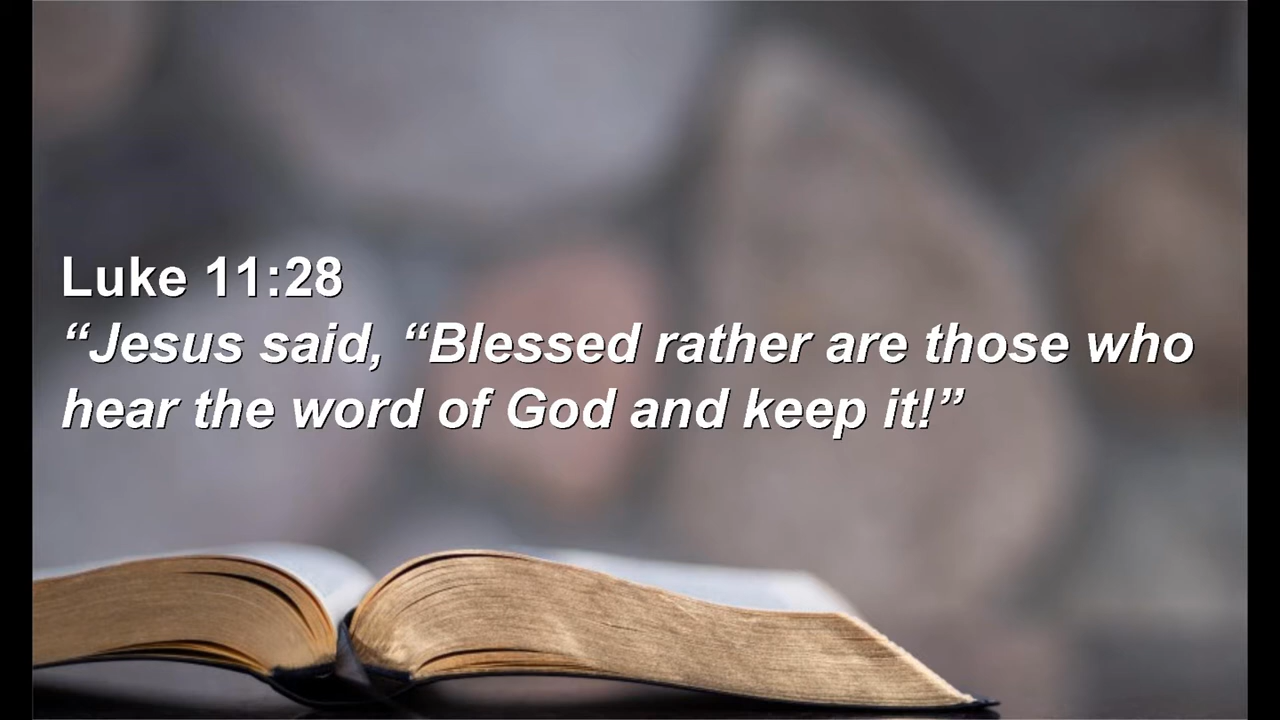 Luke 11:28
“Jesus said, “Blessed rather are those who
hear the word of God and keep it!”